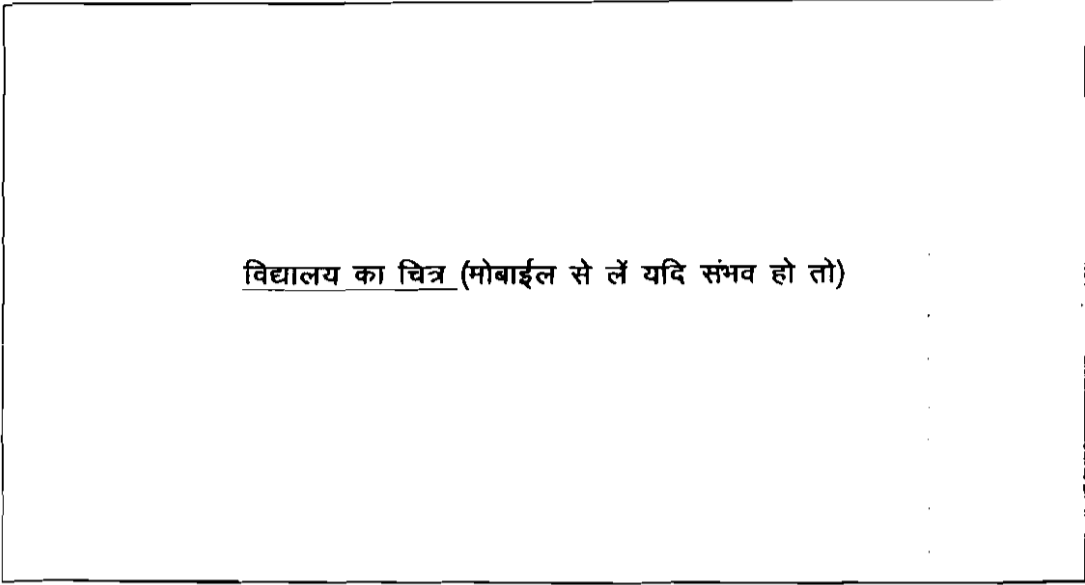 विद्यालय का चित्र (मोबाईल से लें यदि संभव हो तो)